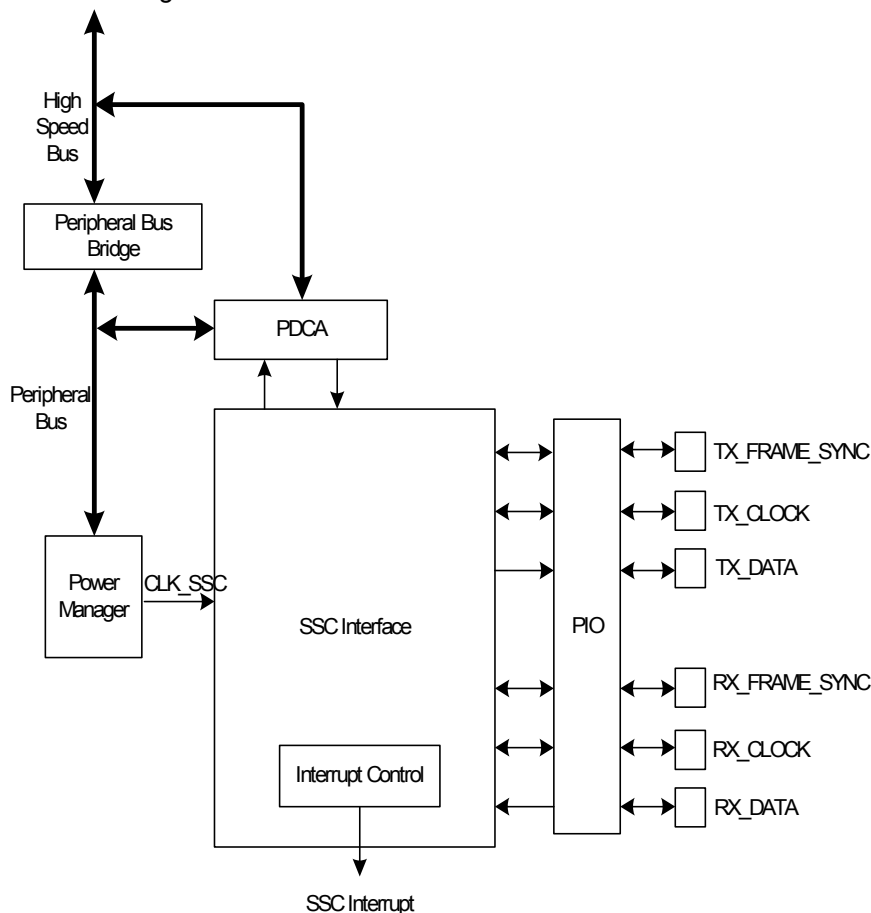 High
Speed
Bus
Peripheral Bus
Bridge
PDCA
Peripheral
Bus
TX_FRAME_SYNC
TX_CLOCK
TX_DATA
Power
Manager
CLK_SSC
SSC Interface
PIO
RX_FRAME_SYNC
RX_CLOCK
RX_DATA
Interrupt Control
SSC Interrupt